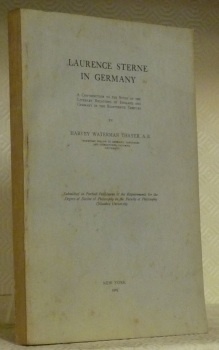 LAURENCE STERNE
IN GERMANY
A Contribution to the Study of the
Literary Relations of England and
Germany in the Eighteenth Century
BY
HARVEY WATERMAN THAYER, A.B.
Submitted in Partial Fulfilment of the Requirements for the
Degree of Doctor of Philosophy in the Faculty of Philosophy
Columbia University
NEW YORK